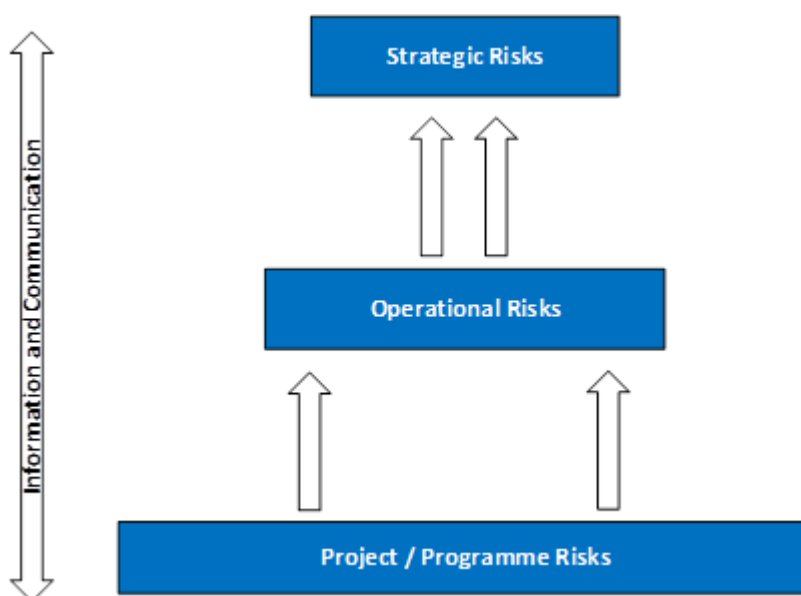 Strategic Risks
Information and Communication
Operational Risks
Project / Programme Risks